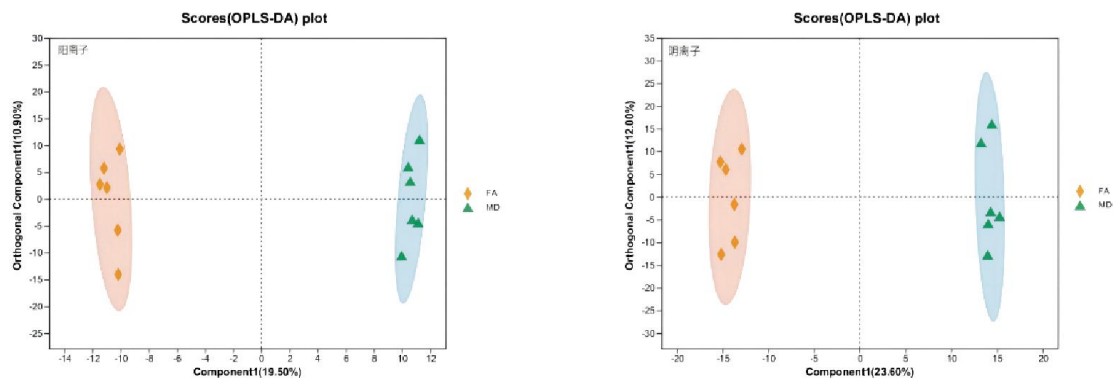 Scores(OPLS-DA) plot
阳离子
30
25
20
15
10
5
0
-5
-10
-15
-20
-25
Orthogonal Component1(10.90%)
-14 -12 -10 -8 -6 -4 -2 0 2 4 6 8 10 12
Component1(19.50%)
FA
MD
Scores(OPLS-DA) plot
阴离子
35
30
25
20
15
10
5
0
-5
-10
-15
-20
-25
-30
Orthogonal Component1(12.00%)
-20 -15 -10 -5 0 5 10 15 20
Component1(23.60%)
FA
MD